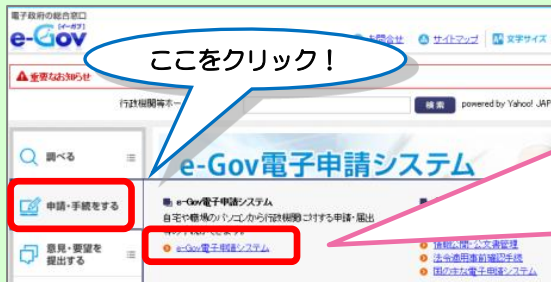 電子政府の総合窓口
[イーガブ]
e-Gov
ここをクリック！
お問合せ
サイトマップ
文字サイズ
重要なお知らせ
行政機関等ホー
検索
powered by Yahoo! JAP
調べる
e-Gov電子申請システム
申請・手続をする
e-Gov電子申請システム
自宅や職場のパソコンから行政機関に対する申請・届出
e-Gov電子申請システム
意見・要望を
提出する
情報公開・公文書管理
法令適用事前確認手続
国の主な電子申請システム